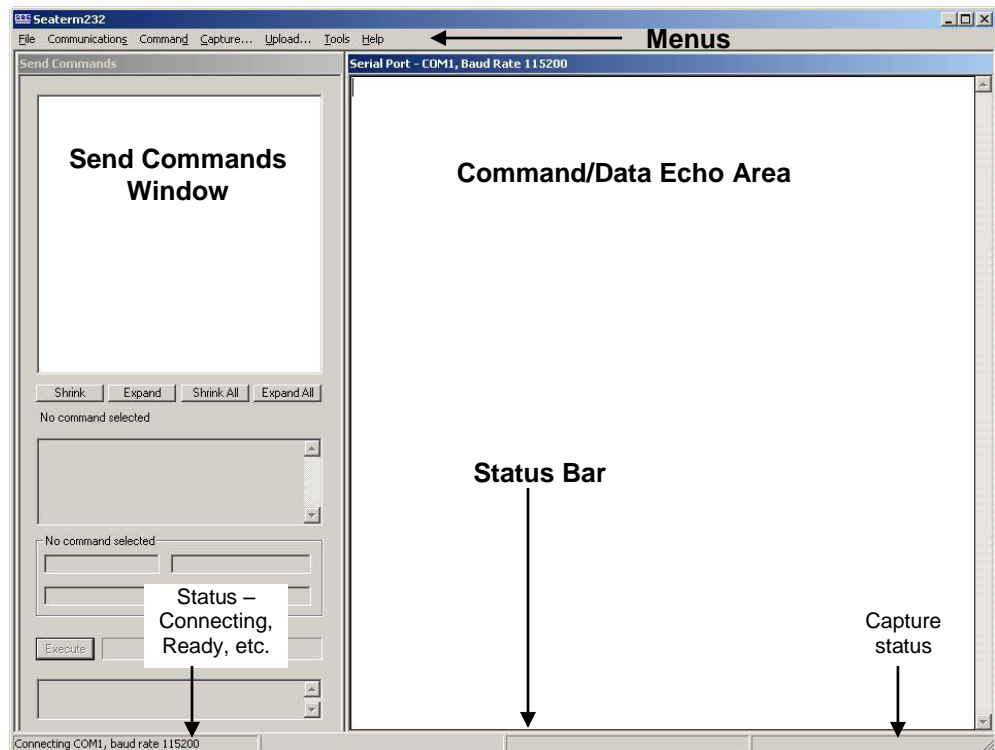 Seaterm232
File Communications Command Capture... Upload... Tools Help
Menus
Send Commands
Serial Port - COM1, Baud Rate 115200
Send Commands
Window
Command/Data Echo Area
Shrink Expand Shrink All Expand All
No command selected
Status Bar
No command selected
Status –
Connecting,
Ready, etc.
Capture
status
Execute
Connecting COM1, baud rate 115200